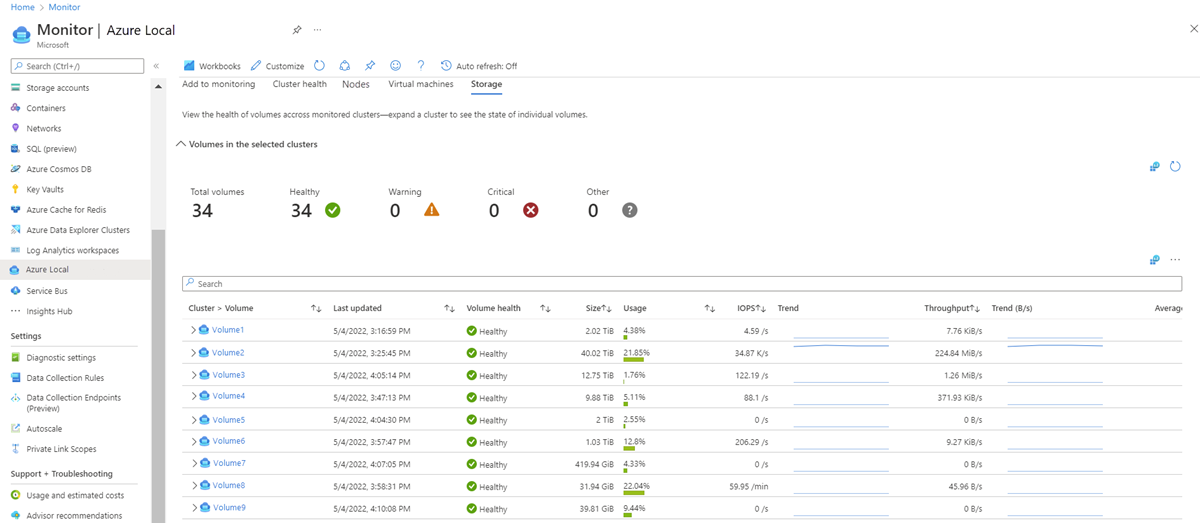 Home > Monitor
Monitor | Azure Local
Microsoft
Search (Ctrl+/)
Storage accounts
Containers
Networks
SQL (preview)
Azure Cosmos DB
Key Vaults
Azure Cache for Redis
Azure Data Explorer Clusters
Log Analytics workspaces
Azure Local
Service Bus
Insights Hub
Settings
Diagnostic settings
Data Collection Rules
Data Collection Endpoints
(Preview)
Autoscale
Private Link Scopes
Support + Troubleshooting
Usage and estimated costs
Advisor recommendations
Workbooks Customize Auto refresh: Off
Add to monitoring Cluster health Nodes Virtual machines Storage
View the health of volumes accross monitored clusters—expand a cluster to see the state of individual volumes.
Volumes in the selected clusters
Total volumes Healthy Warning Critical Other
34 34 0 0 0
Search
Cluster > Volume Last updated Volume health Size Usage IOPS Trend Throughput Trend (B/s) Average
Volume1 5/4/2022, 3:16:59 PM Healthy 2.02 TiB 4.38% 4.59 /s 7.76 KiB/s
Volume2 5/4/2022, 3:25:45 PM Healthy 40.02 TiB 21.85% 34.87 K/s 224.84 MiB/s
Volume3 5/4/2022, 4:05:14 PM Healthy 12.75 TiB 1.76% 122.19 /s 1.26 MiB/s
Volume4 5/4/2022, 3:47:13 PM Healthy 9.88 TiB 5.11% 88.1 /s 371.93 KiB/s
Volume5 5/4/2022, 4:04:30 PM Healthy 2 TiB 2.55% 0 /s 0 B/s
Volume6 5/4/2022, 3:57:47 PM Healthy 1.03 TiB 12.8% 206.29 /s 9.27 KiB/s
Volume7 5/4/2022, 4:07:05 PM Healthy 419.94 GiB 4.33% 0 /s 0 B/s
Volume8 5/4/2022, 3:58:31 PM Healthy 31.94 GiB 22.04% 59.95 /min 45.96 B/s
Volume9 5/4/2022, 4:10:08 PM Healthy 39.81 GiB 9.44% 0 /s 0 B/s